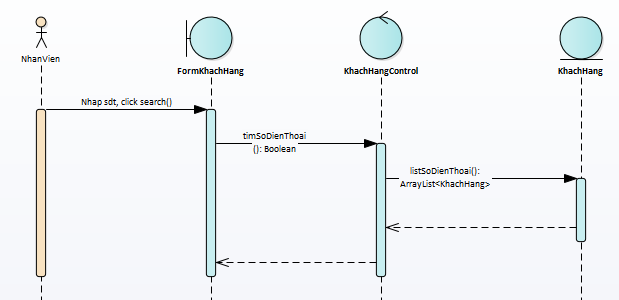 NhanVien
FormKhachHang
KhachHangControl
KhachHang
Nhap sdt, click search()
timSoDienThoai
(): Boolean
listSoDienThoai():
ArrayList<KhachHang>